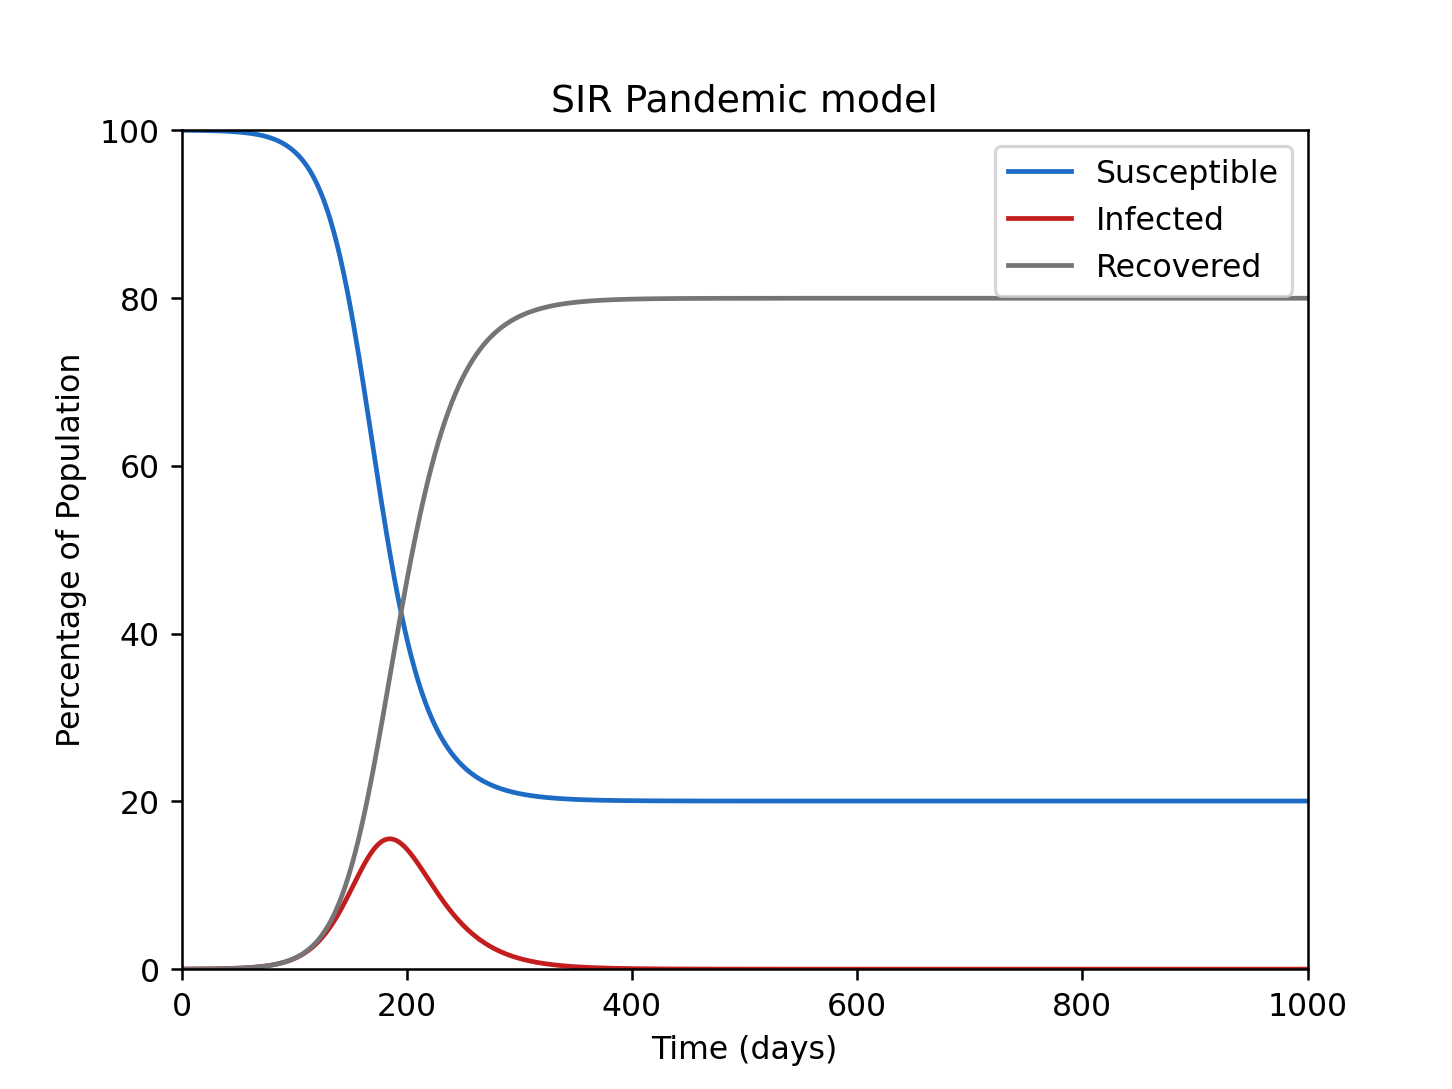 SIR Pandemic model
100
80
60
40
20
0
Percentage of Population
Susceptible
Infected
Recovered
0 200 400 600 800 1000
Time (days)